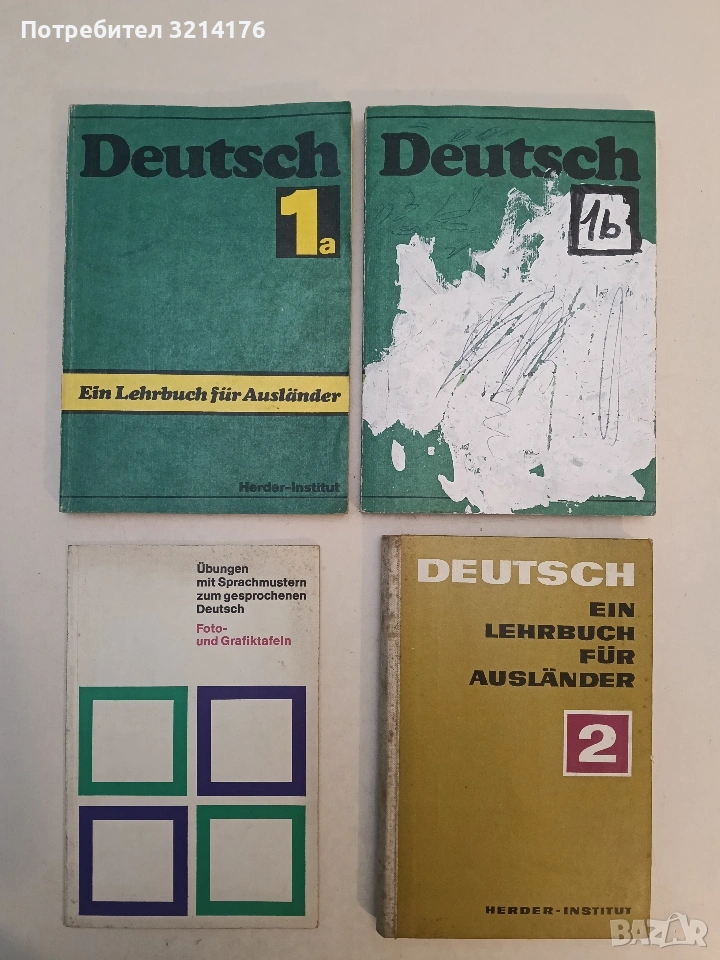 Потребител 3214176
Deutsch
1a
Ein Lehrbuch für Ausländer
Herder-Institut
Deutsch
1b
Übungen
mit Sprachmustern
zum gesprochenen
Deutsch
Foto-
und Grafiktafeln
DEUTSCH
EIN
LEHRBUCH
FÜR
AUSLÄNDER
2
HERDER-INSTITUT
BAZAR